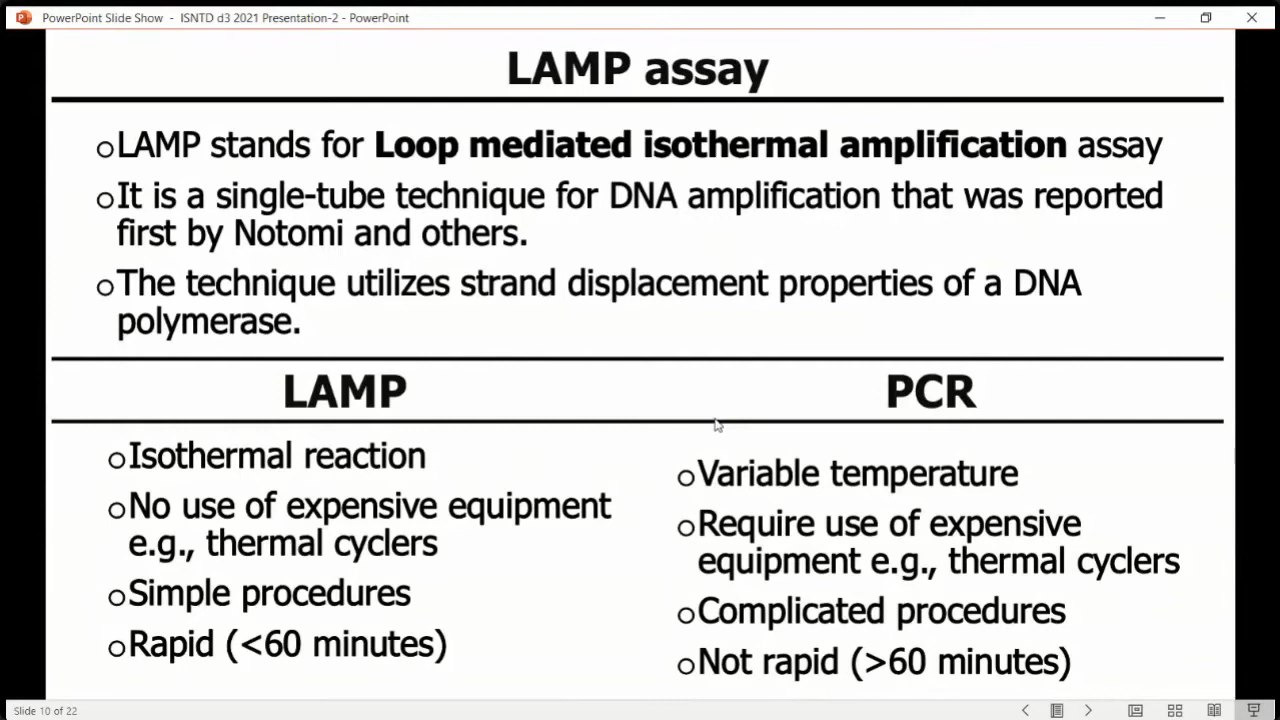 PowerPoint Slide Show - ISNTD d3 2021 Presentation-2 - PowerPoint
LAMP assay
LAMP stands for Loop mediated isothermal amplification assay
It is a single-tube technique for DNA amplification that was reported
first by Notomi and others.
The technique utilizes strand displacement properties of a DNA
polymerase.
LAMP
Isothermal reaction
No use of expensive equipment
e.g., thermal cyclers
Simple procedures
Rapid (<60 minutes)
PCR
Variable temperature
Require use of expensive
equipment e.g., thermal cyclers
Complicated procedures
Not rapid (>60 minutes)
Slide 10 of 22